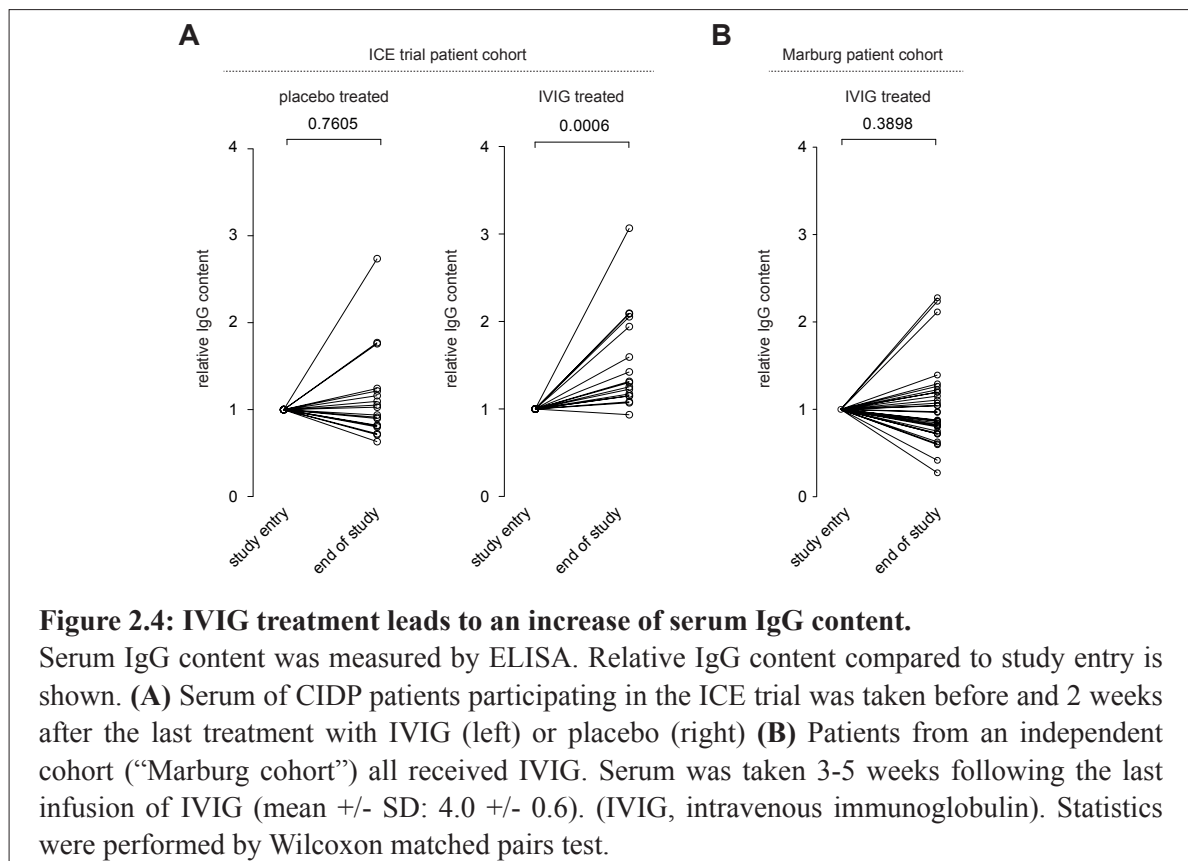 A
B
ICE trial patient cohort
Marburg patient cohort
placebo treated
IVIG treated
IVIG treated
0.7605
0.0006
0.3898
4
3
2
1
0
relative IgG content
study entry
end of study
4
3
2
1
0
relative IgG content
study entry
end of study
4
3
2
1
0
relative IgG content
study entry
end of study
Figure 2.4: IVIG treatment leads to an increase of serum IgG content.
Serum IgG content was measured by ELISA. Relative IgG content compared to study entry is
shown. (A) Serum of CIDP patients participating in the ICE trial was taken before and 2 weeks
after the last treatment with IVIG (left) or placebo (right) (B) Patients from an independent
cohort (“Marburg cohort”) all received IVIG. Serum was taken 3-5 weeks following the last
infusion of IVIG (mean +/- SD: 4.0 +/- 0.6). (IVIG, intravenous immunoglobulin). Statistics
were performed by Wilcoxon matched pairs test.